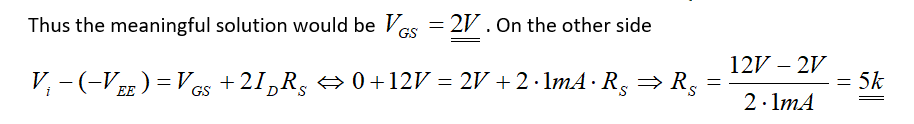 Thus the meaningful solution would be V_GS = 2V . On the other side
V_i − (−V_EE) = V_GS + 2I_D R_S ⇔ 0 + 12V = 2V + 2 · 1mA · R_S ⇒ R_S = (12V − 2V) / (2 · 1mA) = 5k